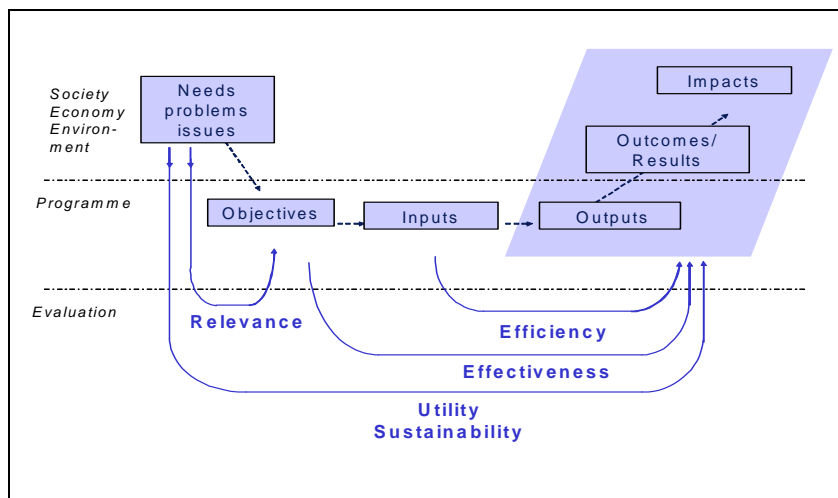 Society
Economy
Environ-
ment
Needs
problems
issues
Impacts
Outcomes/
Results
Programme
Objectives
Inputs
Outputs
Evaluation
Relevance
Efficiency
Effectiveness
Utility
Sustainability